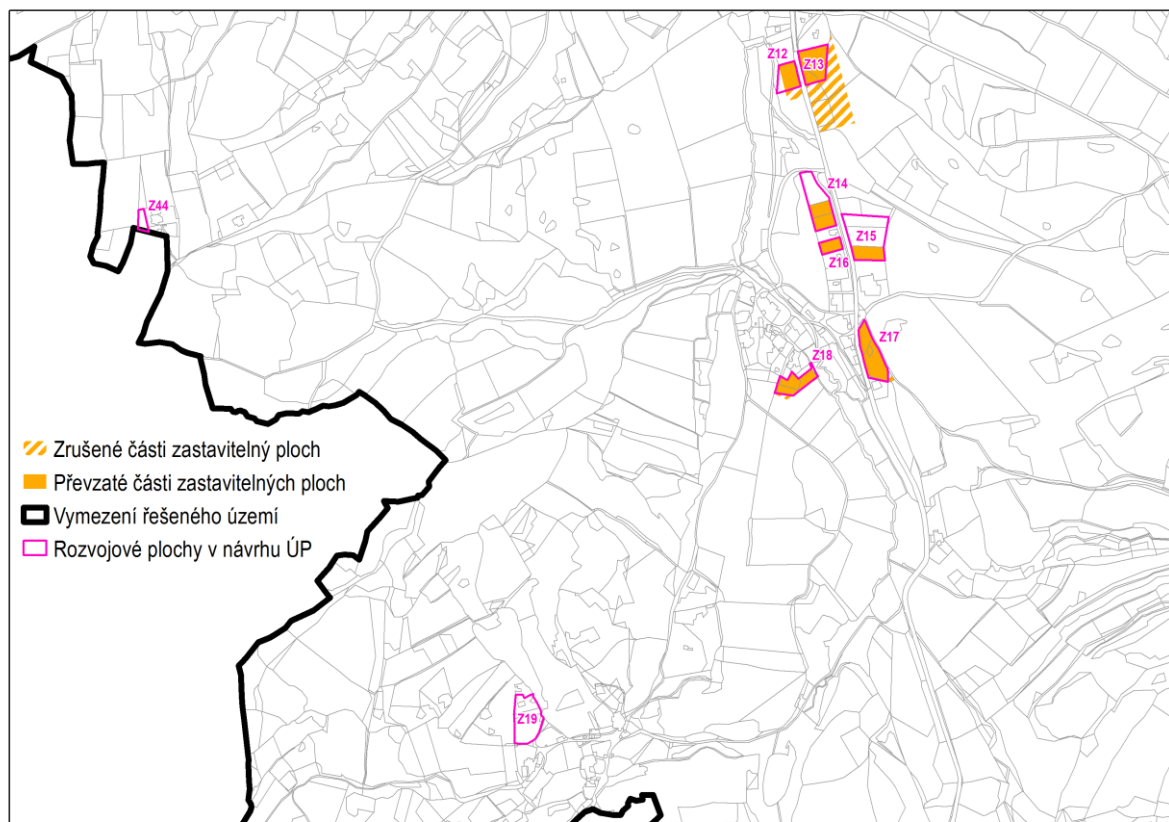 Z12
Z13
Z14
Z44
Z15
Z16
Z17
Z18
Zrušené části zastavitelný ploch
Převzaté části zastavitelných ploch
Vymezení řešeného území
Rozvojové plochy v návrhu ÚP
Z19